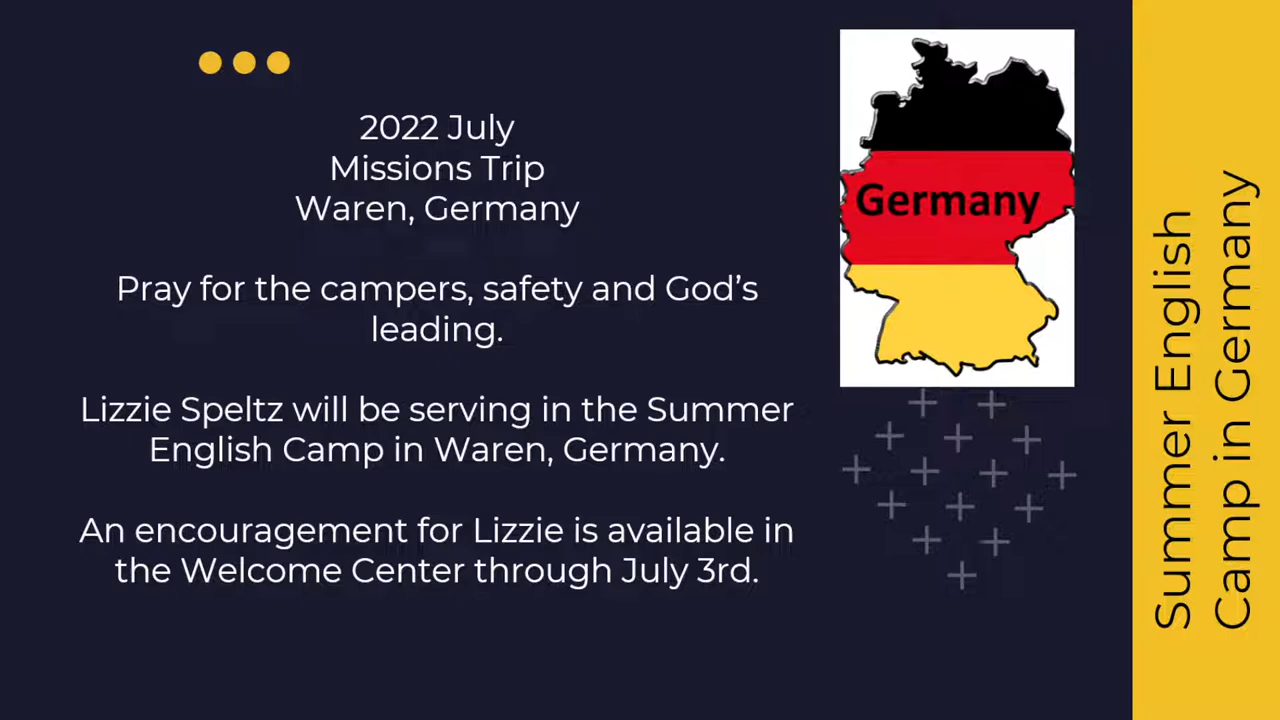 2022 July
Missions Trip
Waren, Germany
Pray for the campers, safety and God’s
leading.
Lizzie Speltz will be serving in the Summer
English Camp in Waren, Germany.
An encouragement for Lizzie is available in
the Welcome Center through July 3rd.
Germany
Summer English
Camp in Germany